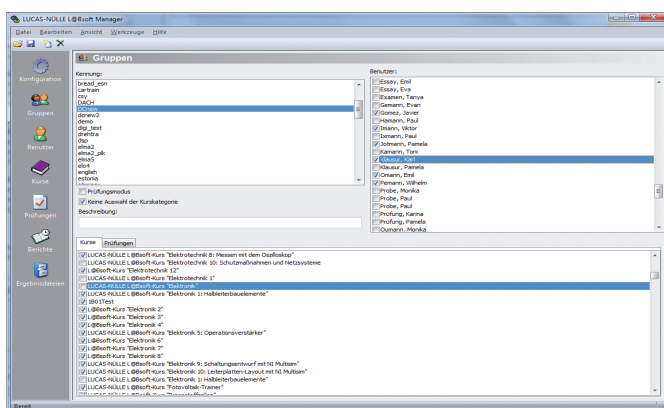 LUCAS-NÜLLE L@Bsoft Manager
Datei Bearbeiten Ansicht Werkzeuge Hilfe
Konfiguration
Gruppen
Benutzer
Kurse
Prüfungen
Berichte
Ergebnisdateien
Gruppen
Kennung:
bread_esn
cartrain
csy
DACH
DCnew
dcnew2
demo
digi_test
drehtra
dsp
elma2
elma2_plk
elma5
elo4
english
estonia
Prüfungsmodus
Keine Auswahl der Kurskategorie
Beschreibung:
Benutzer:
Essay, Emil
Essay, Eva
Examen, Tanya
Gemann, Evan
Gomez, Javier
Hamann, Paul
Imann, Viktor
Ixmann, Paul
Jotmann, Pamela
Kamann, Toni
Klausur, Karl
Klausur, Pamela
Omann, Emil
Pemann, Wilhelm
Probe, Monika
Probe, Paul
Probe, Paul
Prüfung, Karina
Prüfung, Pamela
Qumann, Monika
Kurse Prüfungen
LUCAS-NÜLLE L@Bsoft-Kurs "Elektrotechnik 8: Messen mit dem Oszilloskop"
LUCAS-NÜLLE L@Bsoft-Kurs "Elektrotechnik 10: Schutzmaßnahmen und Netzsysteme
L@Bsoft-Kurs "Elektrotechnik 12"
LUCAS-NÜLLE L@Bsoft-Kurs "Elektrotechnik 1"
LUCAS-NÜLLE L@Bsoft-Kurs "Elektronik"
LUCAS-NÜLLE L@Bsoft-Kurs "Elektronik 1: Halbleiterbauelemente"
1B01Test
L@Bsoft-Kurs "Elektronik 2"
L@Bsoft-Kurs "Elektronik 3"
L@Bsoft-Kurs "Elektronik 4"
LUCAS-NÜLLE L@Bsoft-Kurs "Elektronik 5: Operationsverstärker"
L@Bsoft-Kurs "Elektronik 6"
L@Bsoft-Kurs "Elektronik 7"
L@Bsoft-Kurs "Elektronik 8"
LUCAS-NÜLLE L@Bsoft-Kurs "Elektronik 9: Schaltungsentwurf mit NI Multisim"
LUCAS-NÜLLE L@Bsoft-Kurs "Elektronik 10: Leiterplatten-Layout mit NI Multisim"
LUCAS-NÜLLE L@Bsoft-Kurs "Elektronik 1: Halbleiterbauelemente"
LUCAS-NÜLLE L@Bsoft-Kurs "Fotovoltaik-Trainer"
LUCAS-NÜLLE L@Bsoft-Kurs
Bereit